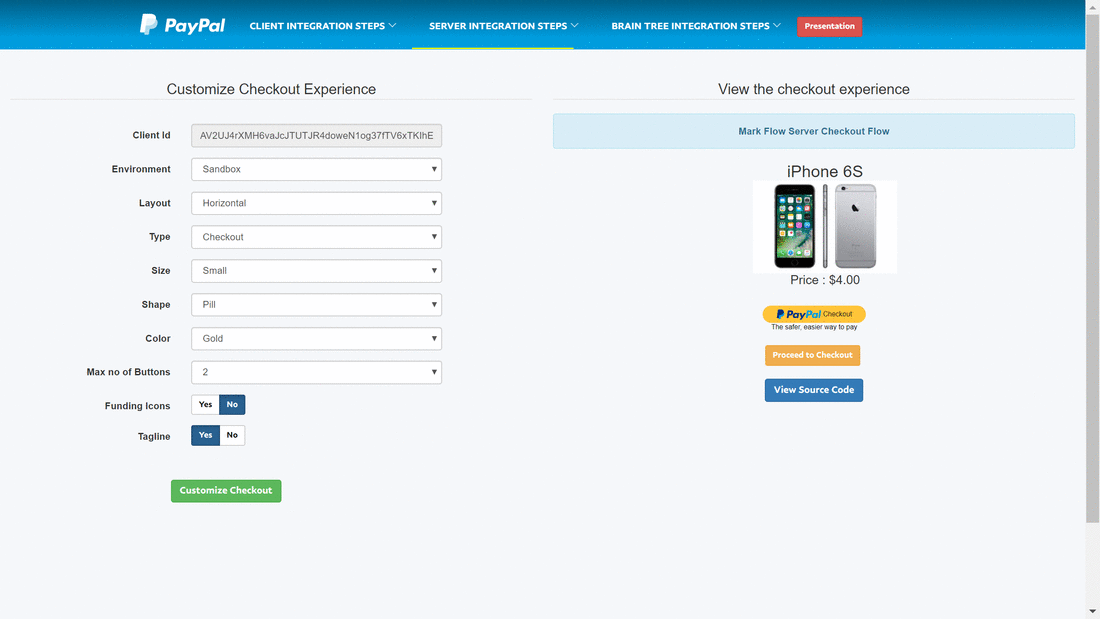 PayPal
CLIENT INTEGRATION STEPS
SERVER INTEGRATION STEPS
BRAIN TREE INTEGRATION STEPS
Presentation
Customize Checkout Experience
Client Id
AV2UJ4rXMH6vaJcJTUTJR4doweN1og37fTV6xTKIhE
Environment
Sandbox
Layout
Horizontal
Type
Checkout
Size
Small
Shape
Pill
Color
Gold
Max no of Buttons
2
Funding Icons
Yes No
Tagline
Yes No
Customize Checkout
View the checkout experience
Mark Flow Server Checkout Flow
iPhone 6S
Price : $4.00
PayPal Checkout
The safer, easier way to pay
Proceed to Checkout
View Source Code